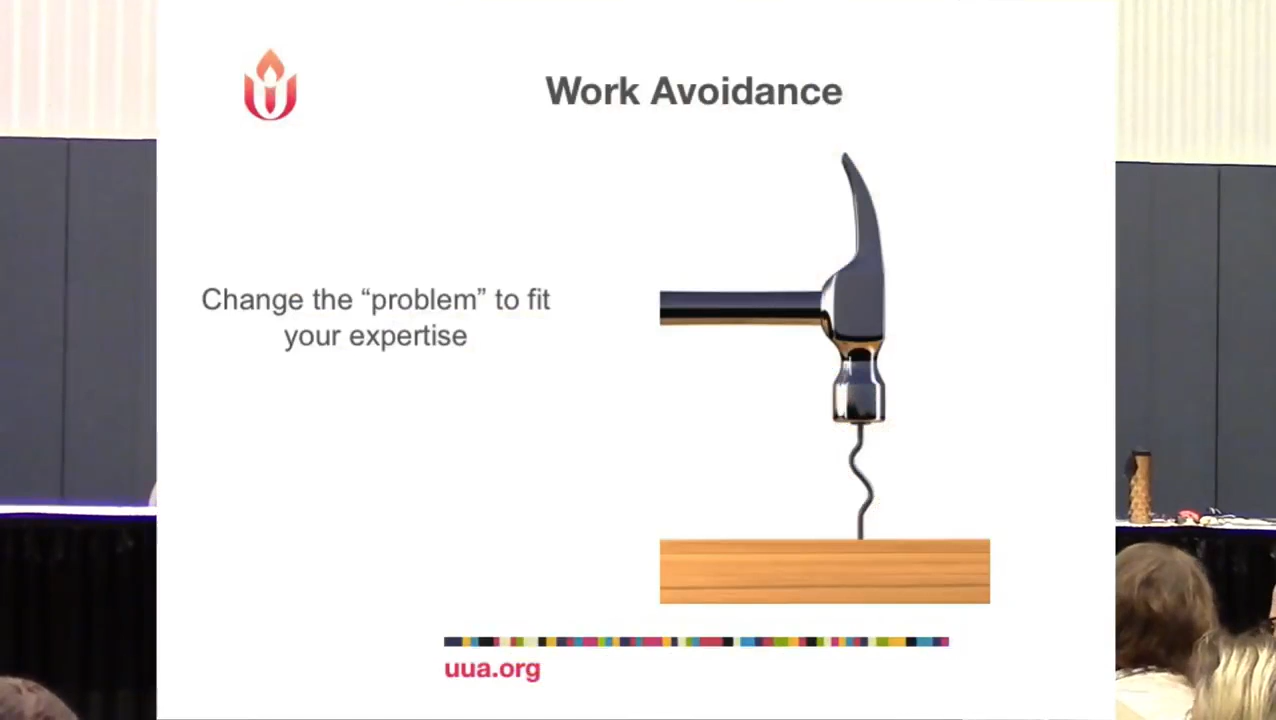 Work Avoidance
Change the “problem” to fit
your expertise
uua.org